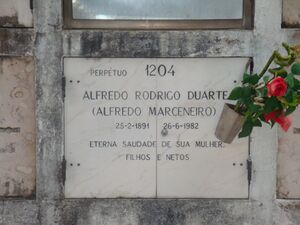 PERPÉTUO 1204
ALFREDO RODRIGO DUARTE
(ALFREDO MARCENEIRO)
25-2-1891 26-6-1982
ETERNA SAUDADE DE SUA MULHER,
FILHOS E NETOS